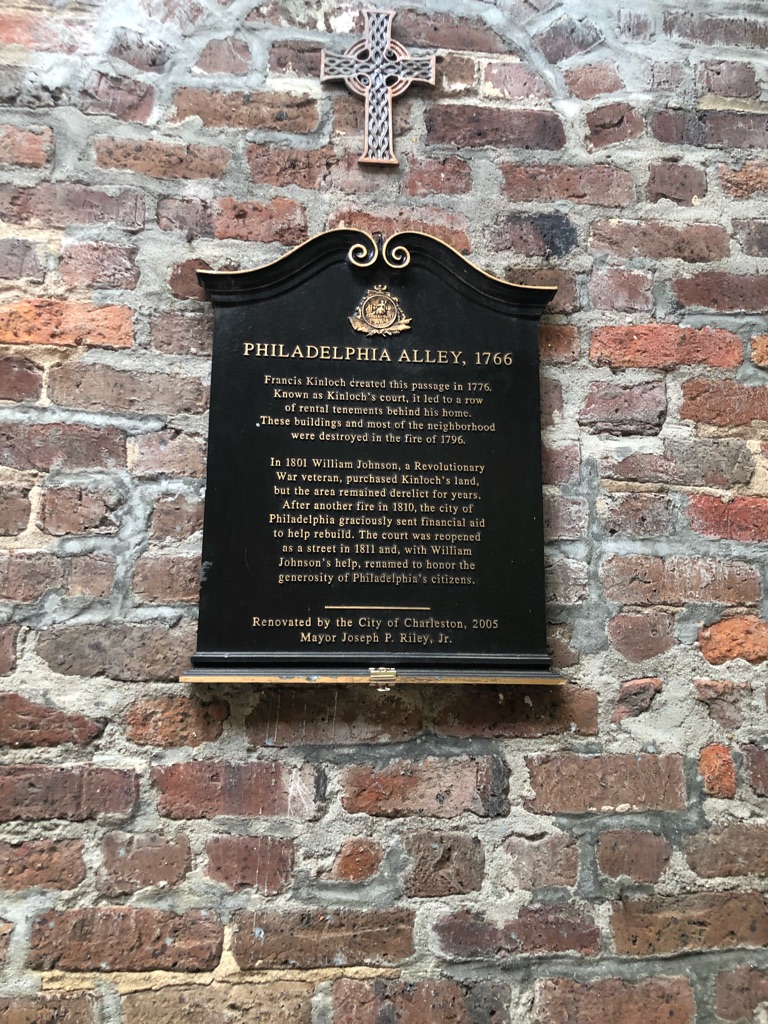 PHILADELPHIA ALLEY, 1766
Francis Kinloch created this passage in 1776.
Known as Kinloch's court, it led to a row
of rental tenements behind his home.
These buildings and most of the neighborhood
were destroyed in the fire of 1796.
In 1801 William Johnson, a Revolutionary
War veteran, purchased Kinloch's land,
but the area remained derelict for years.
After another fire in 1810, the city of
Philadelphia graciously sent financial aid
to help rebuild. The court was reopened
as a street in 1811 and, with William
Johnson's help, renamed to honor the
generosity of Philadelphia's citizens.
Renovated by the City of Charleston, 2005
Mayor Joseph P. Riley, Jr.